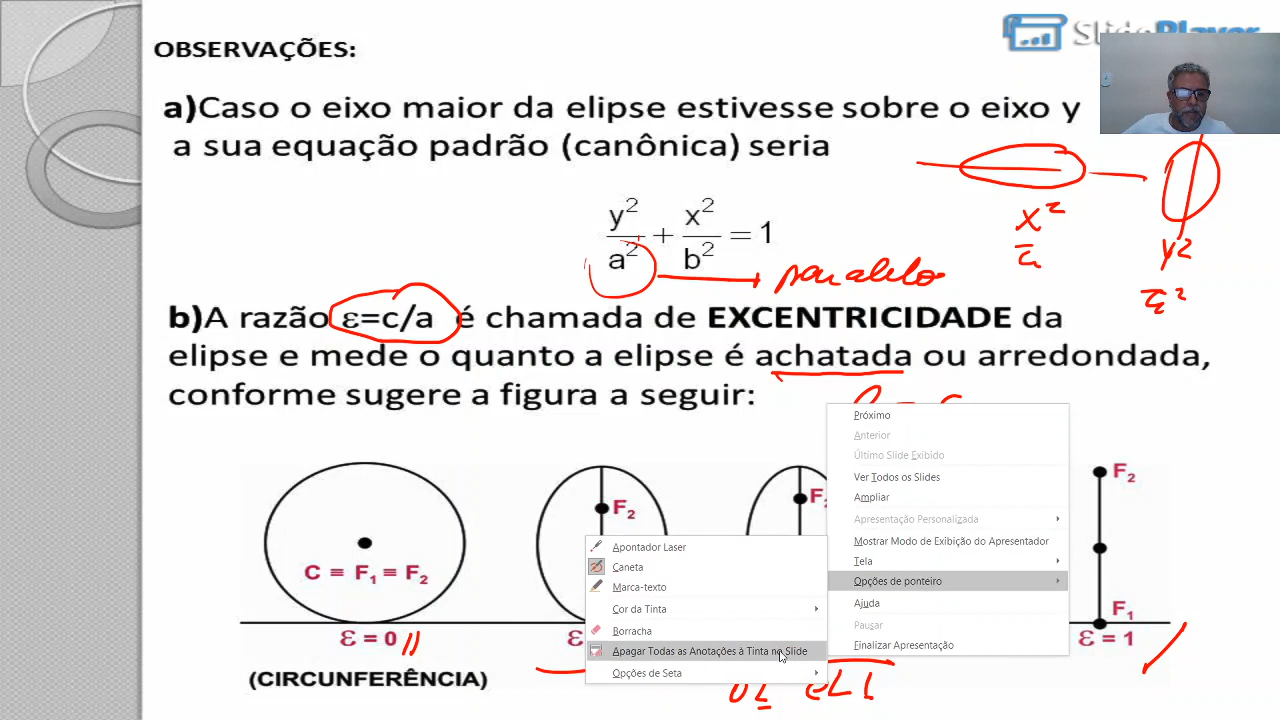 OBSERVAÇÕES:
SlidePlayer
a)Caso o eixo maior da elipse estivesse sobre o eixo y
a sua equação padrão (canônica) seria
y² / a² + x² / b² = 1
x²
y²
a²
paralelo
b)A razão ε=c/a é chamada de EXCENTRICIDADE da
elipse e mede o quanto a elipse é achatada ou arredondada,
conforme sugere a figura a seguir:
C ≡ F₁ ≡ F₂
ε = 0
(CIRCUNFERÊNCIA)
F₂
ε
F₂
F₁
ε = 1
Próximo
Anterior
Último Slide Exibido
Ver Todos os Slides
Ampliar
Apresentação Personalizada
Mostrar Modo de Exibição do Apresentador
Tela
Opções de ponteiro
Ajuda
Pausar
Finalizar Apresentação
Apontador Laser
Caneta
Marca-texto
Cor da Tinta
Borracha
Apagar Todas as Anotações à Tinta no Slide
Opções de Seta